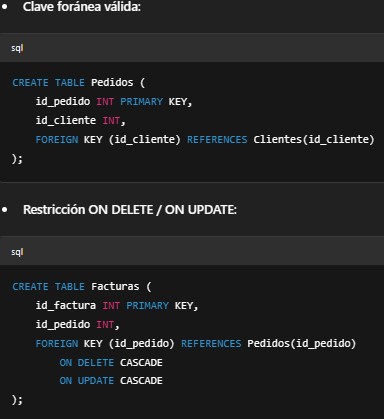 • Clave foránea válida:
sql
CREATE TABLE Pedidos (
    id_pedido INT PRIMARY KEY,
    id_cliente INT,
    FOREIGN KEY (id_cliente) REFERENCES Clientes(id_cliente)
);
• Restricción ON DELETE / ON UPDATE:
sql
CREATE TABLE Facturas (
    id_factura INT PRIMARY KEY,
    id_pedido INT,
    FOREIGN KEY (id_pedido) REFERENCES Pedidos(id_pedido)
        ON DELETE CASCADE
        ON UPDATE CASCADE
);